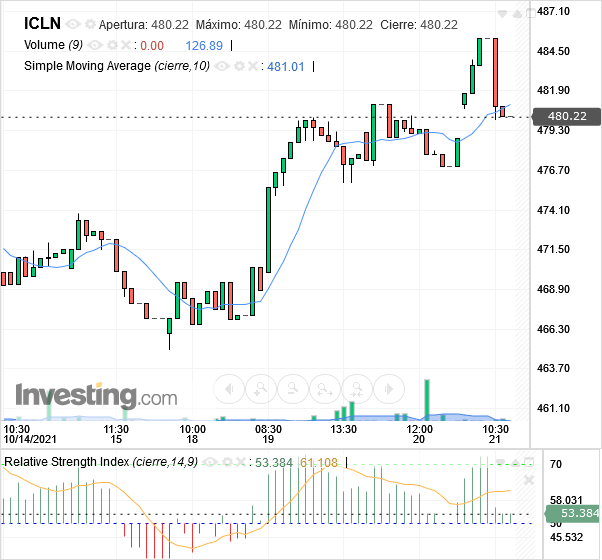 ICLN Apertura: 480.22 Máximo: 480.22 Mínimo: 480.22 Cierre: 480.22
Volume (9) : 0.00 126.89
Simple Moving Average (cierre,10) : 481.01
487.10
484.50
481.90
480.22
479.30
476.70
474.10
471.50
468.90
466.30
461.10
Investing.com
10:30 11:30 10:00 08:30 13:30 12:00 10:30
10/14/2021 15 18 19 20 21
Relative Strength Index (cierre,14,9) : 53.384 61.108
70
58.031
53.384
50
45.532